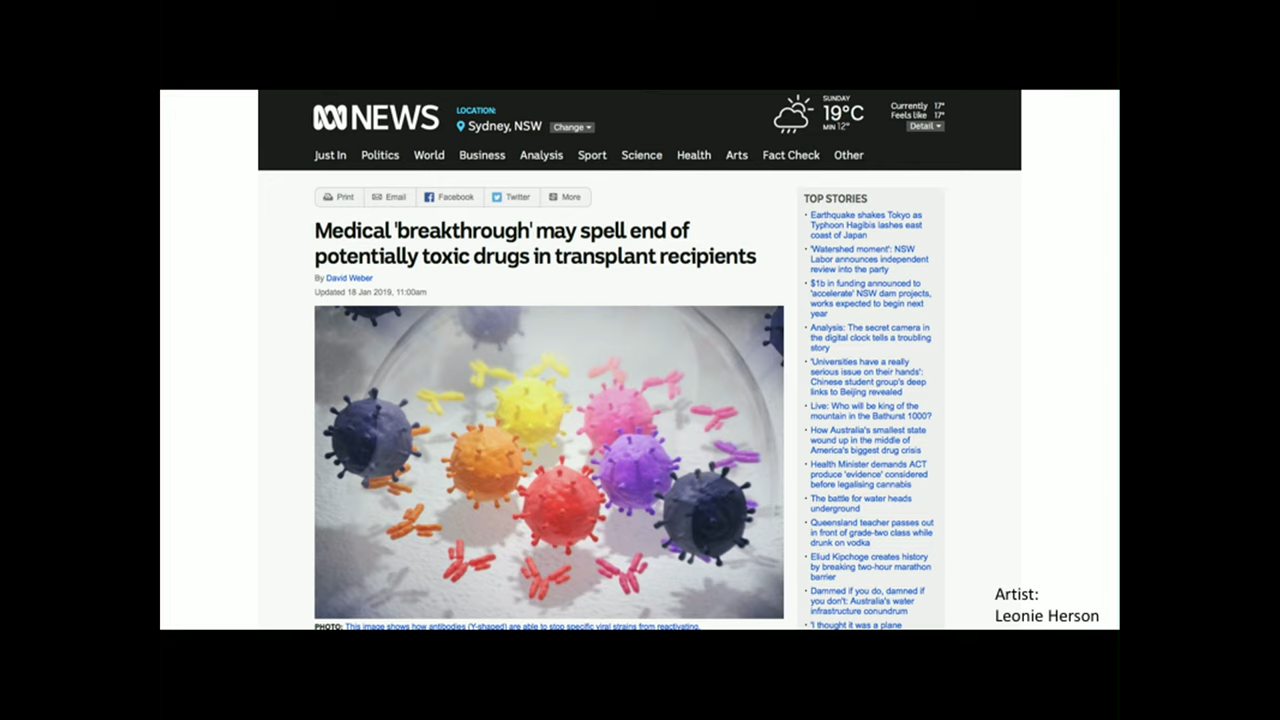 NEWS
LOCATION:
Sydney, NSW
Change
SUNDAY
19°C
MIN 12°
Currently 17°
Feels like 17°
Detail
Just In Politics World Business Analysis Sport Science Health Arts Fact Check Other
Print Email Facebook Twitter More
Medical 'breakthrough' may spell end of
potentially toxic drugs in transplant recipients
By David Weber
Updated 18 Jan 2019, 11:00am
PHOTO: This image shows how antibodies (Y-shaped) are able to stop specific viral strains from reactivating.
TOP STORIES
Earthquake shakes Tokyo as
Typhoon Hagibis lashes east
coast of Japan
'Watershed moment': NSW
Labor announces independent
review into the party
$1b in funding announced to
'accelerate' NSW dam projects,
works expected to begin next
year
Analysis: The secret camera in
the digital clock tells a troubling
story
'Universities have a really
serious issue on their hands':
Chinese student group's deep
links to Beijing revealed
Live: Who will be king of the
mountain in the Bathurst 1000?
How Australia's smallest state
wound up in the middle of
America's biggest drug crisis
Health Minister demands ACT
produce 'evidence' considered
before legalising cannabis
The battle for water heads
underground
Queensland teacher passes out
in front of grade-two class while
drunk on vodka
Eliud Kipchoge creates history
by breaking two-hour marathon
barrier
Dammed if you do, damned if
you don't: Australia's water
infrastructure conundrum
'I thought it was a plane
Artist:
Leonie Herson